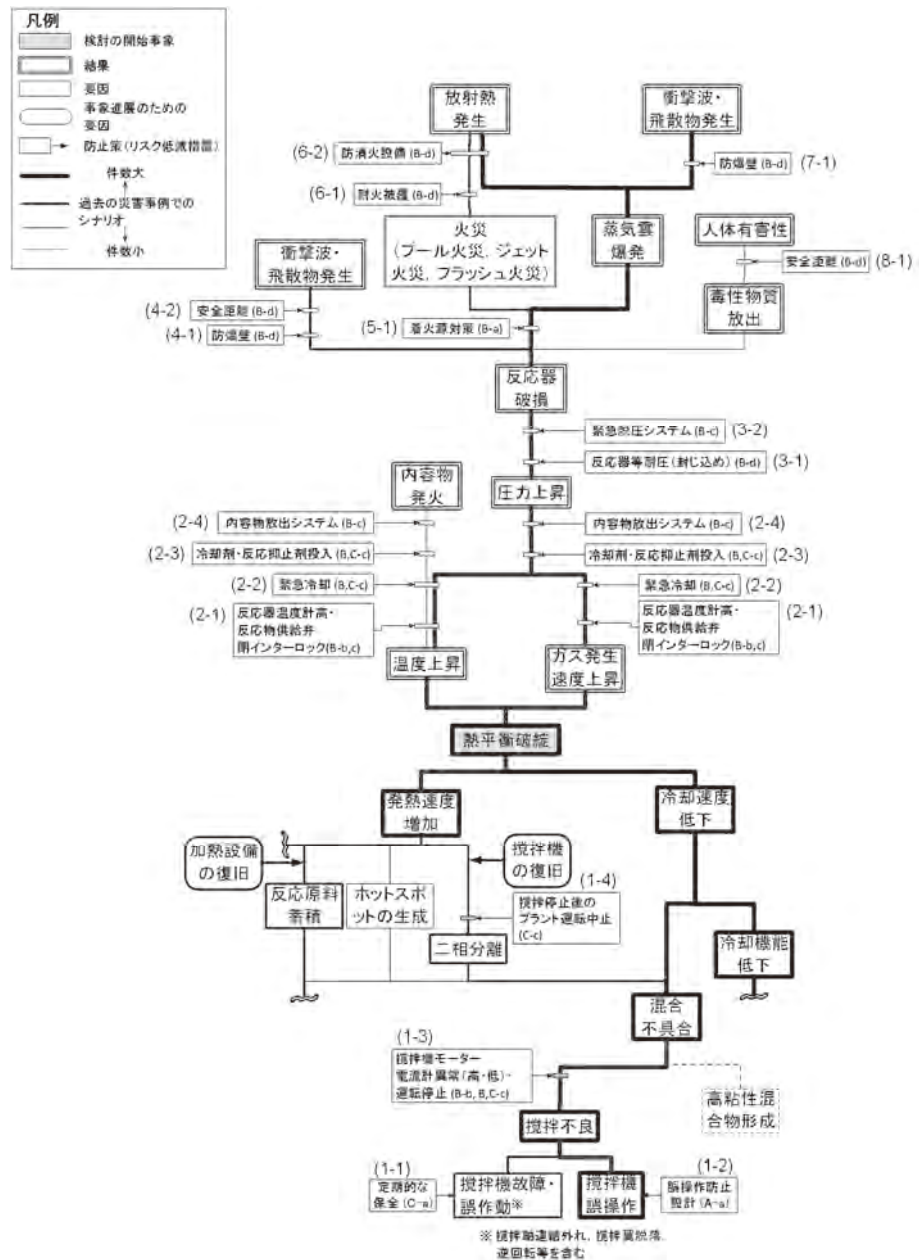 凡例
検討の開始事象
結果
要因
事象進展のための
要因
防止策(リスク低減措置)
件数大
過去の災害事例での
シナリオ
件数小
放射熱
発生
衝撃波・
飛散物発生
(6-2)
防消火設備 (B-d)
防爆壁 (B-d)
(7-1)
(6-1)
耐火被覆 (B-d)
火災
(プール火災, ジェット
火災, フラッシュ火災)
蒸気雲
爆発
人体有害性
衝撃波・
飛散物発生
安全距離 (B-d)
(8-1)
毒性物質
放出
(4-2)
安全距離 (B-d)
(4-1)
防爆壁 (B-d)
(5-1)
着火源対策 (B-a)
反応器
破損
緊急脱圧システム (B-c)
(3-2)
反応器等耐圧(封じ込め) (B-d)
(3-1)
内容物
発火
圧力上昇
(2-4)
内容物放出システム (B-c)
内容物放出システム (B-c)
(2-4)
(2-3)
冷却剤・反応抑止剤投入 (B,C-c)
冷却剤・反応抑止剤投入 (B,C-c)
(2-3)
(2-2)
緊急冷却 (B,C-c)
緊急冷却 (B,C-c)
(2-2)
(2-1)
反応器温度計高・
反応物供給弁
閉インターロック(B-b,c)
反応器温度計高・
反応物供給弁
閉インターロック(B-b,c)
(2-1)
温度上昇
ガス発生
速度上昇
熱平衡破綻
発熱速度
増加
冷却速度
低下
加熱設備
の復旧
攪拌機
の復旧
(1-4)
反応原料
蓄積
ホットスポ
ットの生成
攪拌停止後の
プラント運転中止
(C-c)
二相分離
冷却機能
低下
混合
不具合
(1-3)
攪拌機モーター
電流計異常(高・低)-
運転停止 (B-b, B,C-c)
高粘性混
合物形成
攪拌不良
(1-1)
定期的な
保全 (C-a)
攪拌機故障・
誤作動※
攪拌機
誤操作
(1-2)
誤操作防止
設計 (A-a)
※ 攪拌軸連結外れ, 攪拌翼脱落,
逆回転等を含む